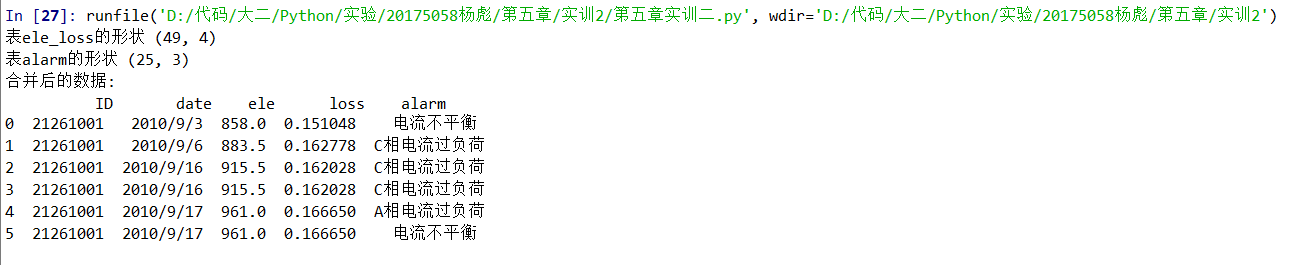 In [27]: runfile('D:/代码/大二/Python/实验/20175058杨彪/第五章/实训2/第五章实训二.py', wdir='D:/代码/大二/Python/实验/20175058杨彪/第五章/实训2')
表ele_loss的形状 (49, 4)
表alarm的形状 (25, 3)
合并后的数据:
ID date ele loss alarm
0 21261001 2010/9/3 858.0 0.151048 电流不平衡
1 21261001 2010/9/6 883.5 0.162778 C相电流过负荷
2 21261001 2010/9/16 915.5 0.162028 C相电流过负荷
3 21261001 2010/9/16 915.5 0.162028 C相电流过负荷
4 21261001 2010/9/17 961.0 0.166650 A相电流过负荷
5 21261001 2010/9/17 961.0 0.166650 电流不平衡